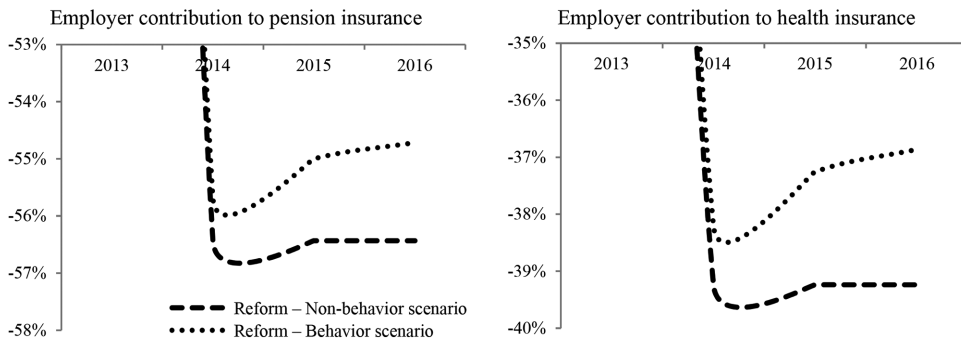 Employer contribution to pension insurance
-53%
2013 2014 2015 2016
-54%
-55%
-56%
-57%
-58%
Reform – Non-behavior scenario
Reform – Behavior scenario
Employer contribution to health insurance
-35%
2013 2014 2015 2016
-36%
-37%
-38%
-39%
-40%